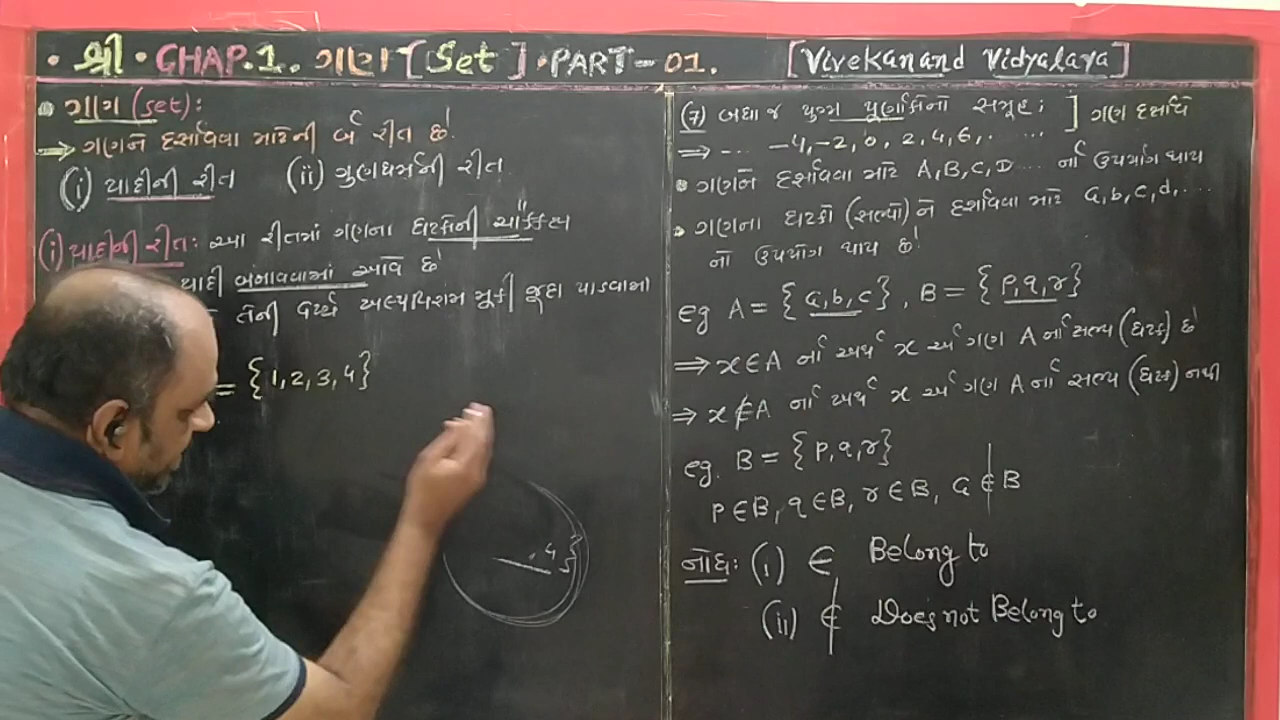 • શ્રી • CHAP.1. ગણ [Set] • PART-01. [Vivekanand Vidyalaya]
• ગણ (set):
⇒ ગણને દર્શાવવા માટેની બે રીત છે.
(i) યાદીની રીત (ii) ગુણધર્મની રીત
(i) યાદીની રીત: આ રીતમાં ગણના ઘટકોની ચોક્કસ
યાદી બનાવવામાં આવે છે
તેની વચ્ચે અલ્પવિરામ મૂકી જૂદા પાડવામાં
= {1, 2, 3, 4}
. 4}
(7) બધા જ યુગ્મ પૂર્ણાંકોનો સમૂહ: ] ગણ દર્શાવે
⇒ ... -4, -2, 0, 2, 4, 6, . ...
• ગણને દર્શાવવા માટે A, B, C, D ... નો ઉપયોગ થાય
• ગણના ઘટકો (સભ્યો) ને દર્શાવવા માટે a, b, c, d, ...
નો ઉપયોગ થાય છે.
eg A = {a, b, c}, B = {p, q, r}
⇒ x ∈ A નો અર્થ x એ ગણ A નો સભ્ય (ઘટક) છે
⇒ x ∉ A નો અર્થ x એ ગણ A નો સભ્ય (ઘટક) નથી
eg. B = {p, q, r}
p ∈ B, q ∈ B, r ∈ B, a ∉ B
નોંધ: (i) ∈ Belong to
(ii) ∉ Does not Belong to